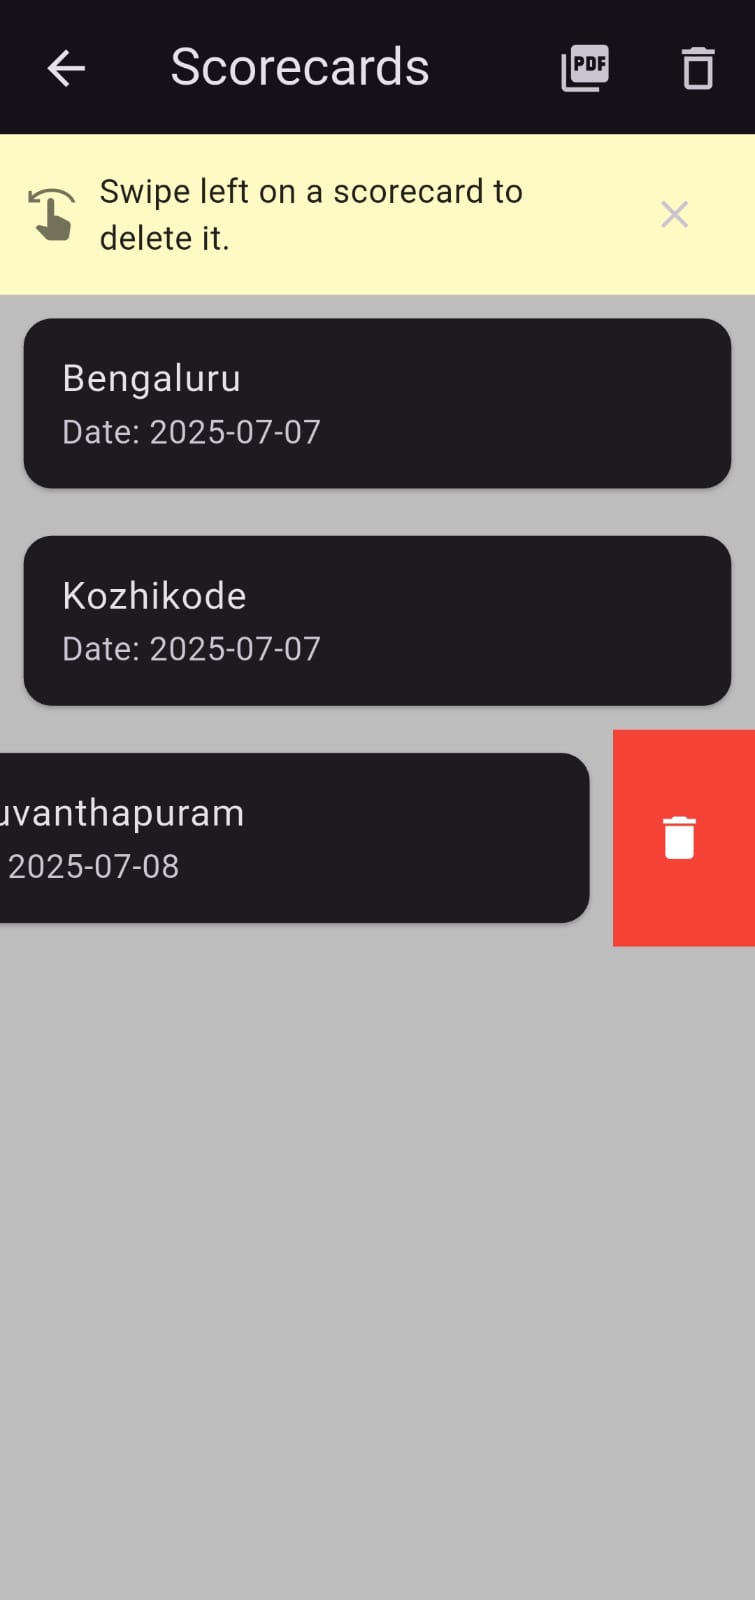 Scorecards
PDF
Swipe left on a scorecard to
delete it.
Bengaluru
Date: 2025-07-07
Kozhikode
Date: 2025-07-07
uvanthapuram
2025-07-08